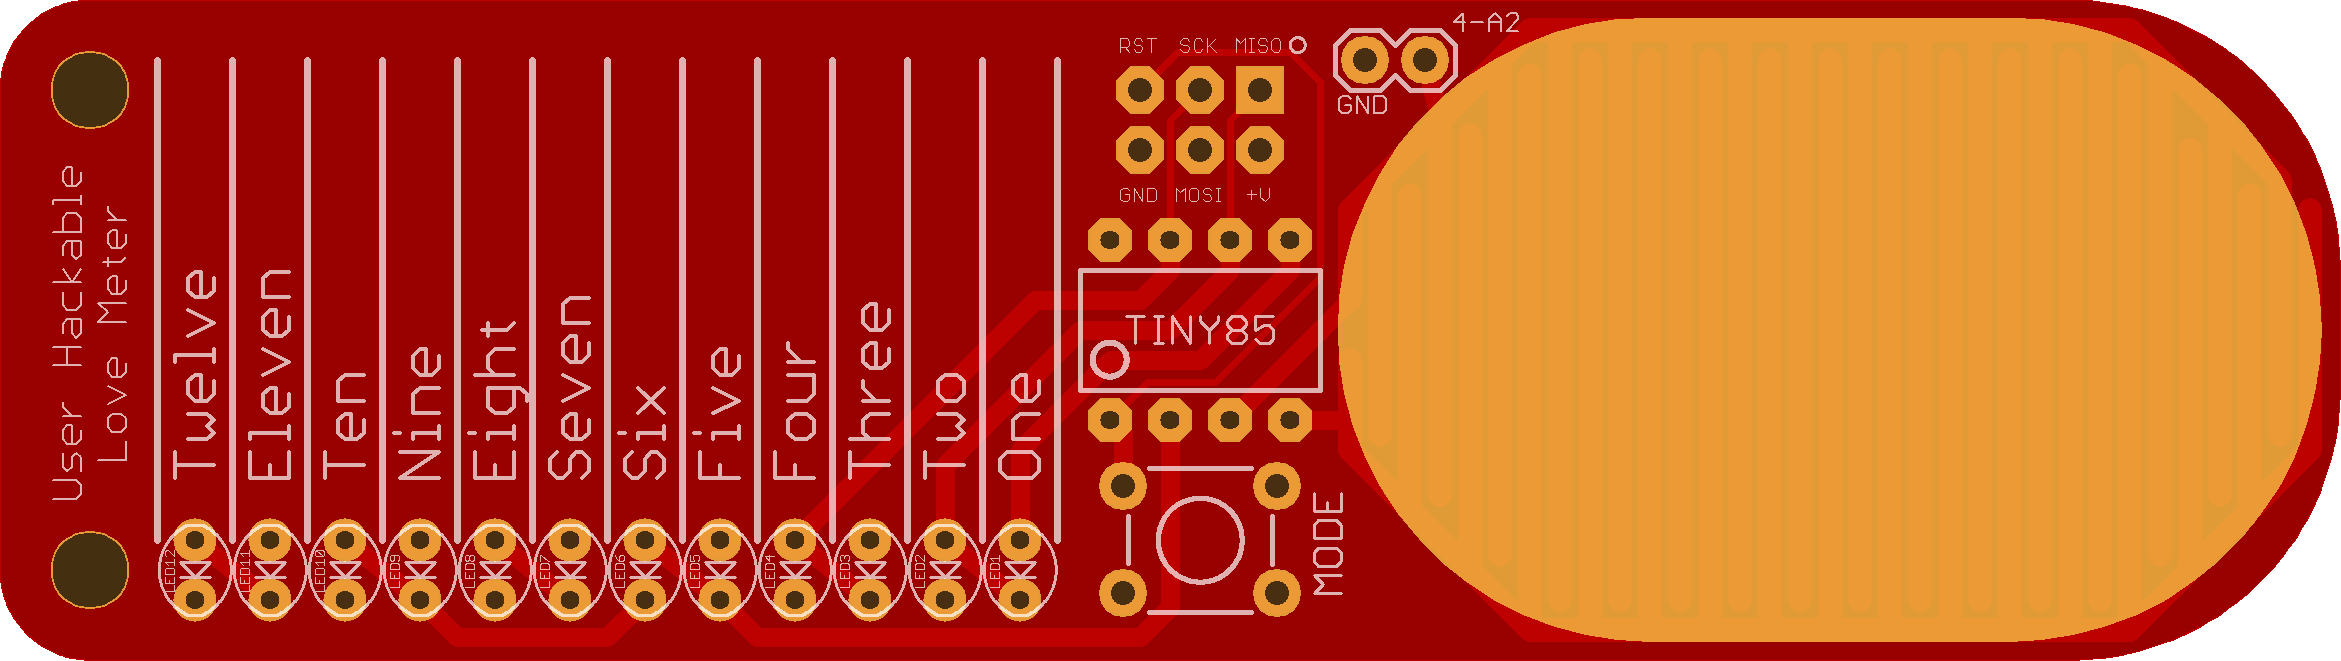 User Hackable
Love Meter
Twelve
Eleven
Ten
Nine
Eight
Seven
Six
Five
Four
Three
Two
One
LED12
LED11
LED10
LED9
LED8
LED7
LED6
LED5
LED4
LED3
LED2
LED1
RST SCK MISO
GND MOSI +V
4-A2
GND
TINY85
MODE